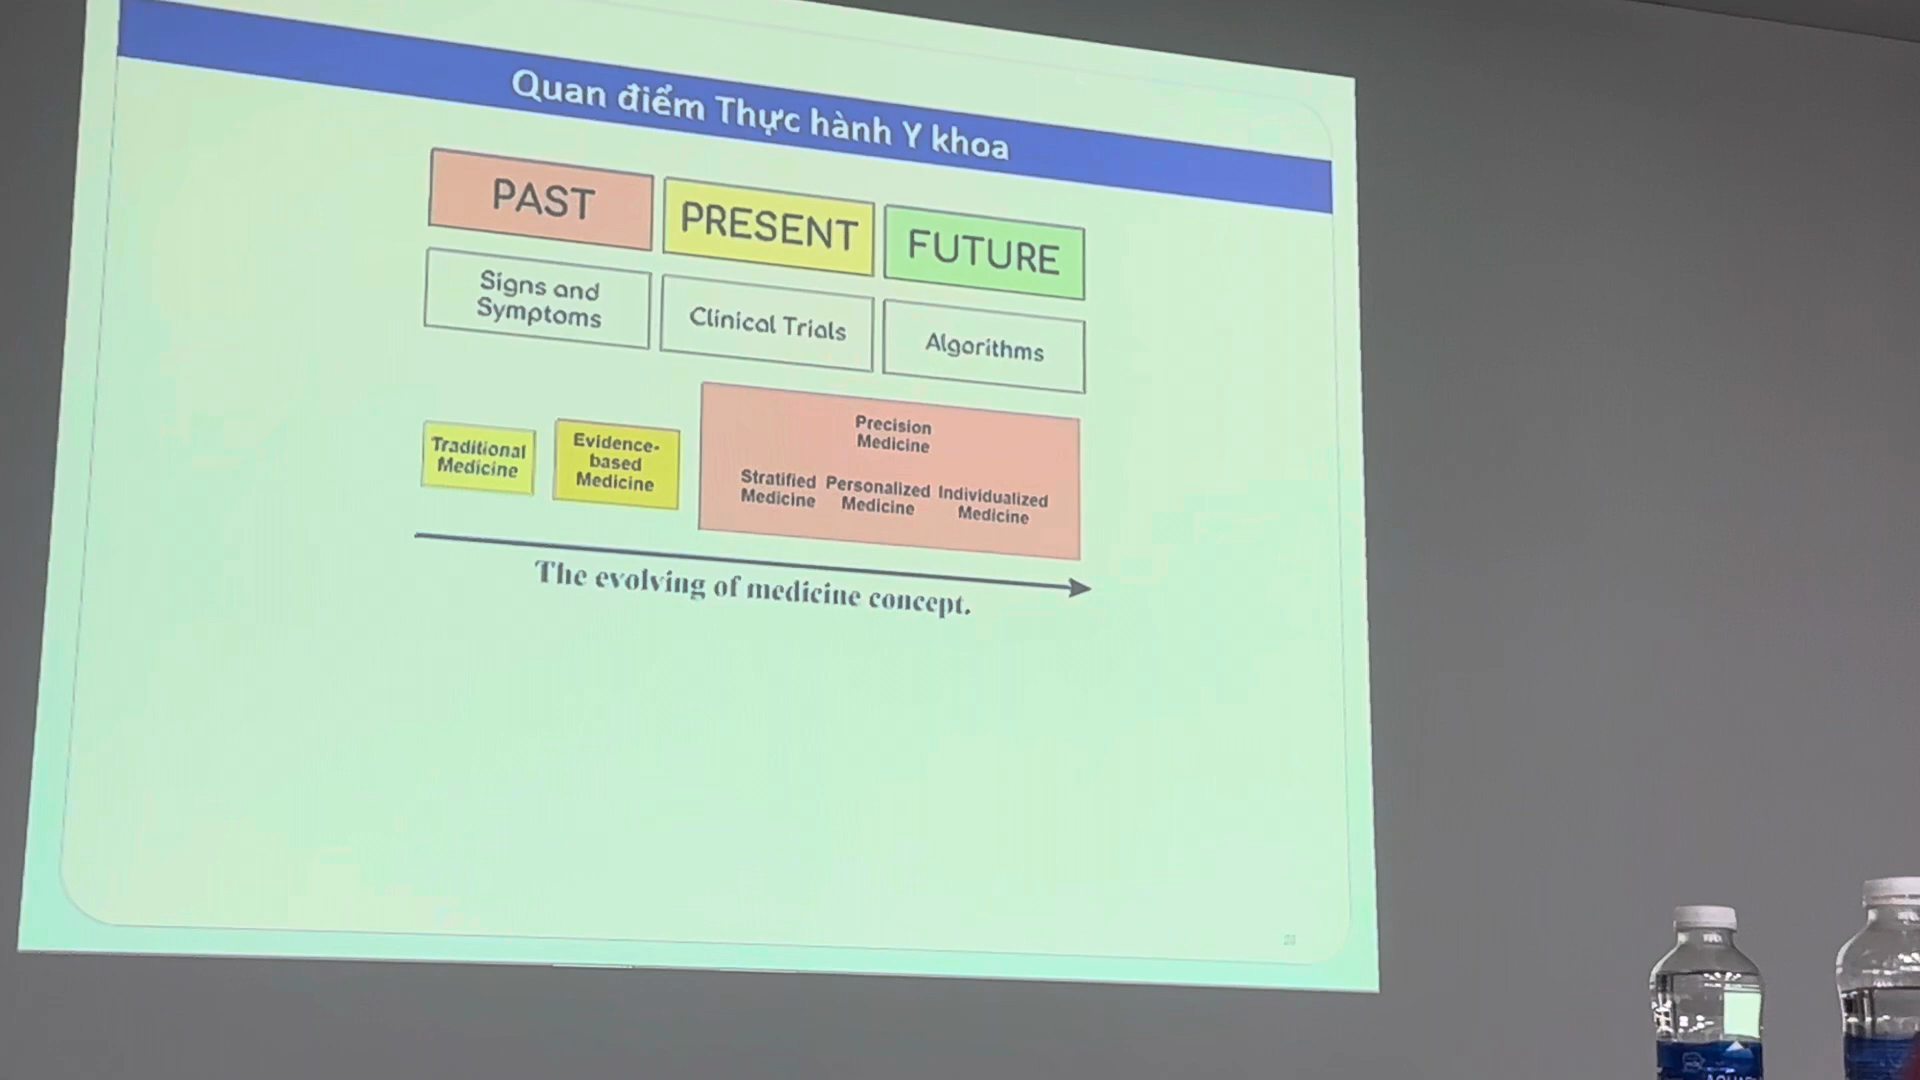 Quan điểm Thực hành Y khoa
PAST
PRESENT
FUTURE
Signs and
Symptoms
Clinical Trials
Algorithms
Traditional
Medicine
Evidence-
based
Medicine
Precision
Medicine
Stratified
Medicine
Personalized
Medicine
Individualized
Medicine
The evolving of medicine concept.